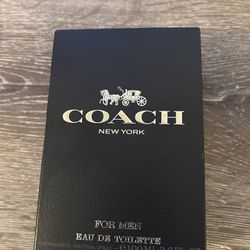 COACH
NEW YORK
FOR MEN
EAU DE TOILETTE